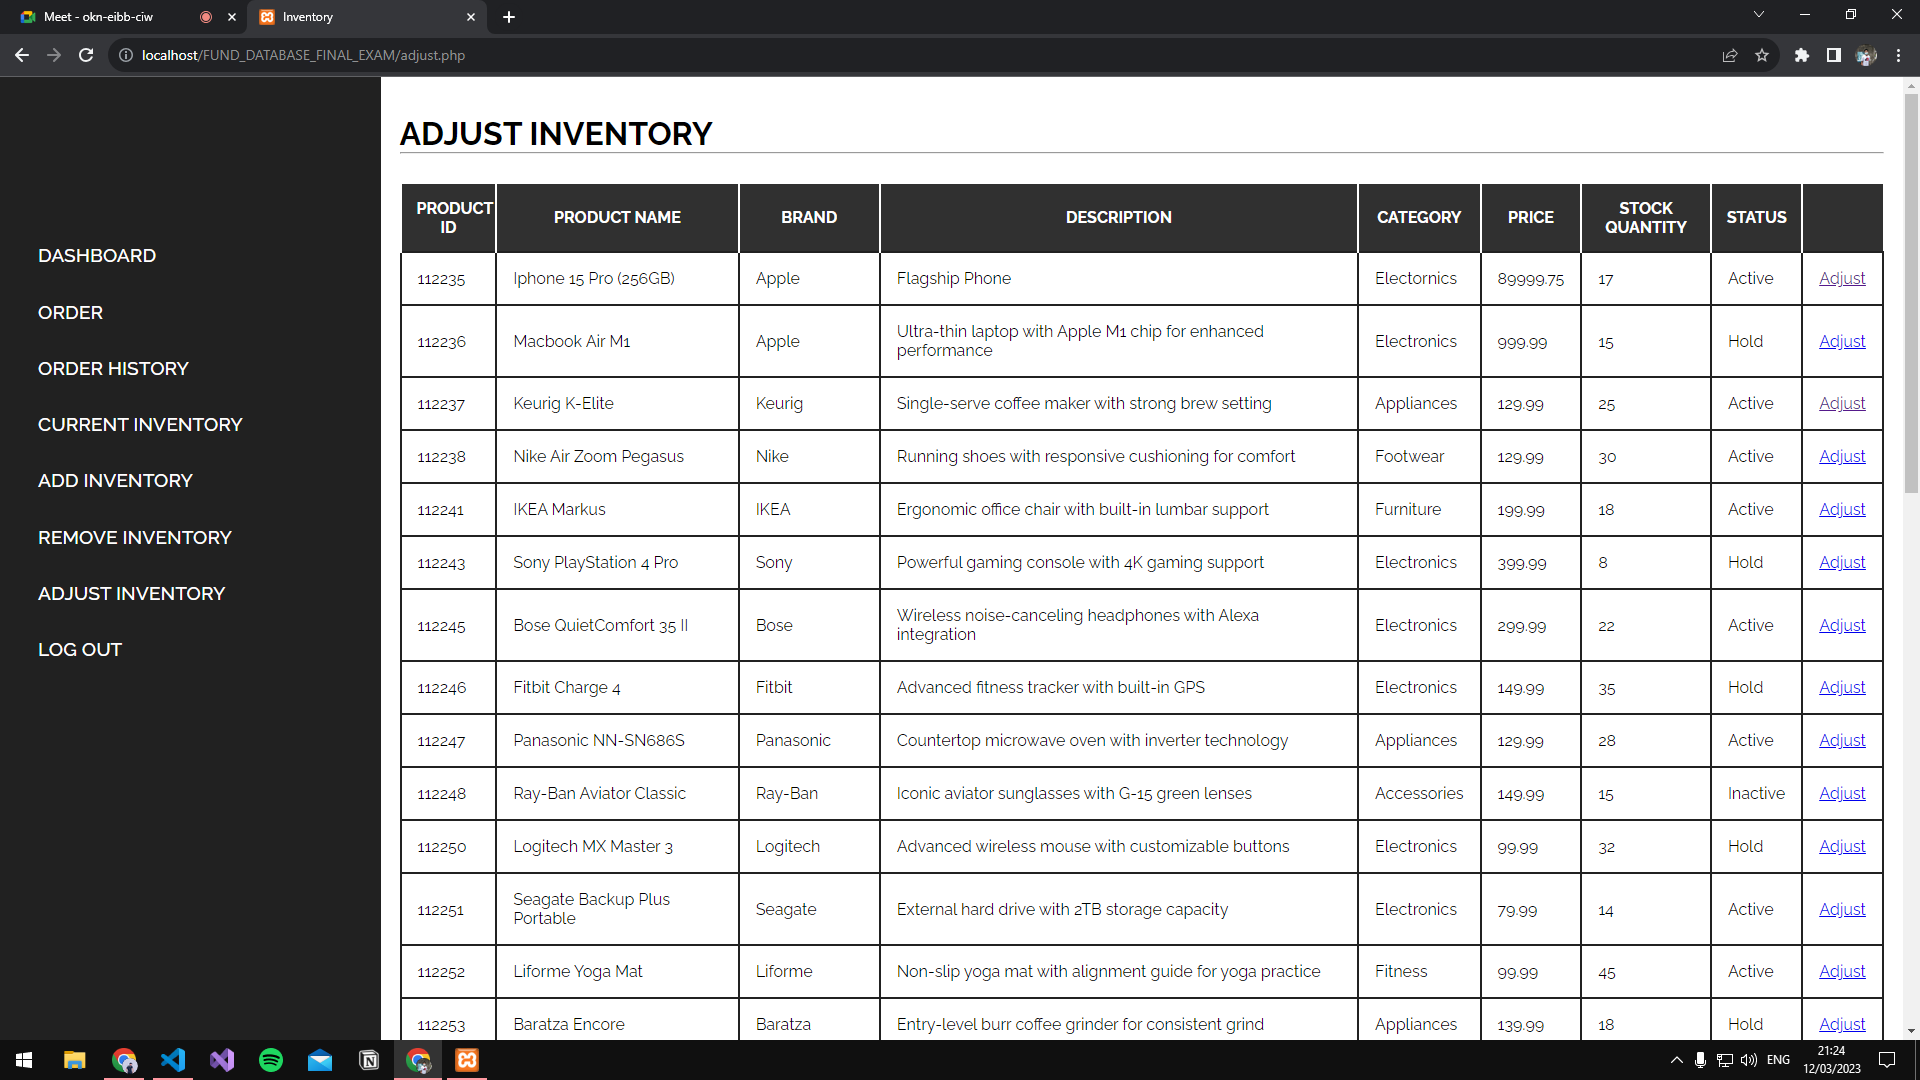 Meet - okn-eibb-ciw
Inventory
localhost/FUND_DATABASE_FINAL_EXAM/adjust.php
DASHBOARD
ORDER
ORDER HISTORY
CURRENT INVENTORY
ADD INVENTORY
REMOVE INVENTORY
ADJUST INVENTORY
LOG OUT
ADJUST INVENTORY
PRODUCT ID PRODUCT NAME BRAND DESCRIPTION CATEGORY PRICE STOCK QUANTITY STATUS
112235 Iphone 15 Pro (256GB) Apple Flagship Phone Electornics 89999.75 17 Active Adjust
112236 Macbook Air M1 Apple Ultra-thin laptop with Apple M1 chip for enhanced performance Electronics 999.99 15 Hold Adjust
112237 Keurig K-Elite Keurig Single-serve coffee maker with strong brew setting Appliances 129.99 25 Active Adjust
112238 Nike Air Zoom Pegasus Nike Running shoes with responsive cushioning for comfort Footwear 129.99 30 Active Adjust
112241 IKEA Markus IKEA Ergonomic office chair with built-in lumbar support Furniture 199.99 18 Active Adjust
112243 Sony PlayStation 4 Pro Sony Powerful gaming console with 4K gaming support Electronics 399.99 8 Hold Adjust
112245 Bose QuietComfort 35 II Bose Wireless noise-canceling headphones with Alexa integration Electronics 299.99 22 Active Adjust
112246 Fitbit Charge 4 Fitbit Advanced fitness tracker with built-in GPS Electronics 149.99 35 Hold Adjust
112247 Panasonic NN-SN686S Panasonic Countertop microwave oven with inverter technology Appliances 129.99 28 Active Adjust
112248 Ray-Ban Aviator Classic Ray-Ban Iconic aviator sunglasses with G-15 green lenses Accessories 149.99 15 Inactive Adjust
112250 Logitech MX Master 3 Logitech Advanced wireless mouse with customizable buttons Electronics 99.99 32 Hold Adjust
112251 Seagate Backup Plus Portable Seagate External hard drive with 2TB storage capacity Electronics 79.99 14 Active Adjust
112252 Liforme Yoga Mat Liforme Non-slip yoga mat with alignment guide for yoga practice Fitness 99.99 45 Active Adjust
112253 Baratza Encore Baratza Entry-level burr coffee grinder for consistent grind Appliances 139.99 18 Hold Adjust
ENG
21:24
12/03/2023